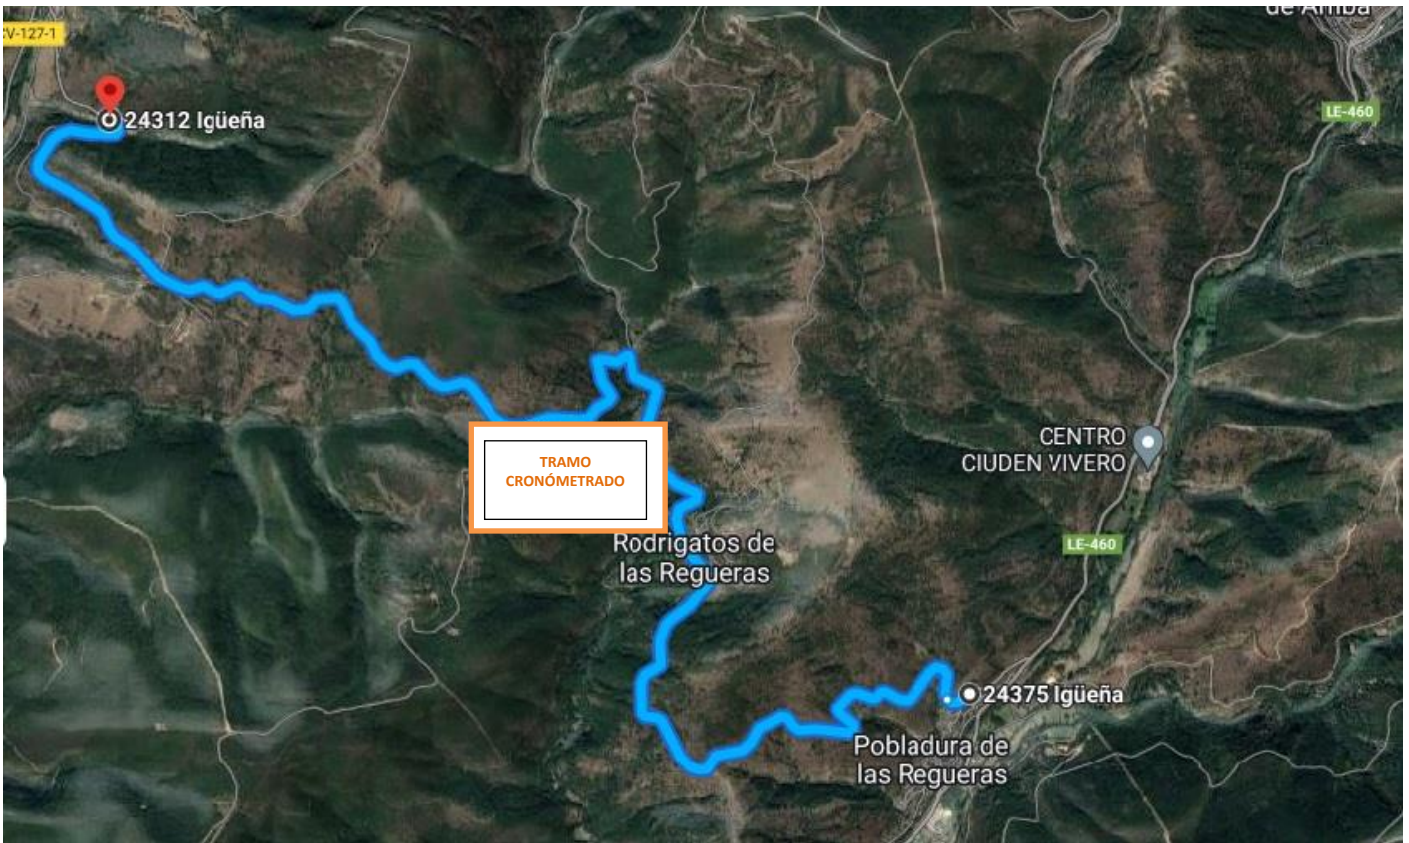 de Arriba
CV-127-1
24312 Igüeña
LE-460
CENTRO
CIUDEN VIVERO
TRAMO
CRONÓMETRADO
LE-460
Rodrigatos de
las Regueras
24375 Igüeña
Pobladura de
las Regueras